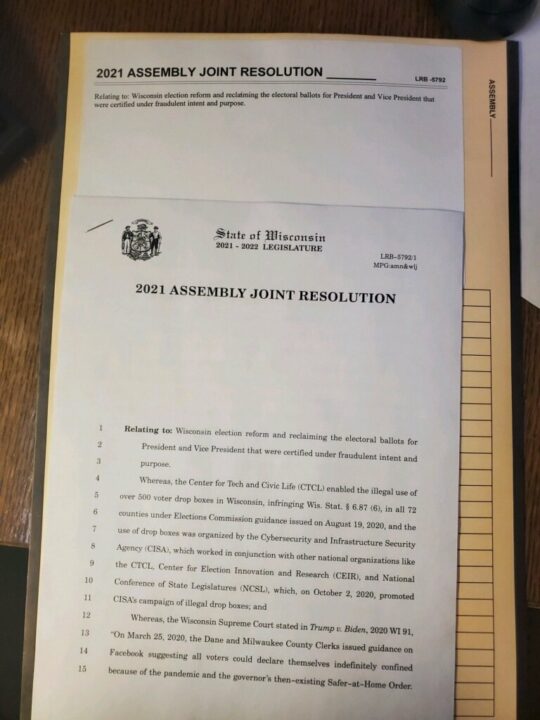 2021 ASSEMBLY JOINT RESOLUTION
LRB -5792
Relating to: Wisconsin election reform and reclaiming the electoral ballots for President and Vice President that
were certified under fraudulent intent and purpose.
ASSEMBLY
State of Wisconsin
2021 - 2022 LEGISLATURE
LRB-5792/1
MPG:amn&wlj
2021 ASSEMBLY JOINT RESOLUTION
1 Relating to: Wisconsin election reform and reclaiming the electoral ballots for
2 President and Vice President that were certified under fraudulent intent and
3 purpose.
4 Whereas, the Center for Tech and Civic Life (CTCL) enabled the illegal use of
5 over 500 voter drop boxes in Wisconsin, infringing Wis. Stat. § 6.87 (6), in all 72
6 counties under Elections Commission guidance issued on August 19, 2020, and the
7 use of drop boxes was organized by the Cybersecurity and Infrastructure Security
8 Agency (CISA), which worked in conjunction with other national organizations like
9 the CTCL, Center for Election Innovation and Research (CEIR), and National
10 Conference of State Legislatures (NCSL), which, on October 2, 2020, promoted
11 CISA's campaign of illegal drop boxes; and
12 Whereas, the Wisconsin Supreme Court stated in Trump v. Biden, 2020 WI 91,
13 "On March 25, 2020, the Dane and Milwaukee County Clerks issued guidance on
14 Facebook suggesting all voters could declare themselves indefinitely confined
15 because of the pandemic and the governor's then-existing Safer-at-Home Order.